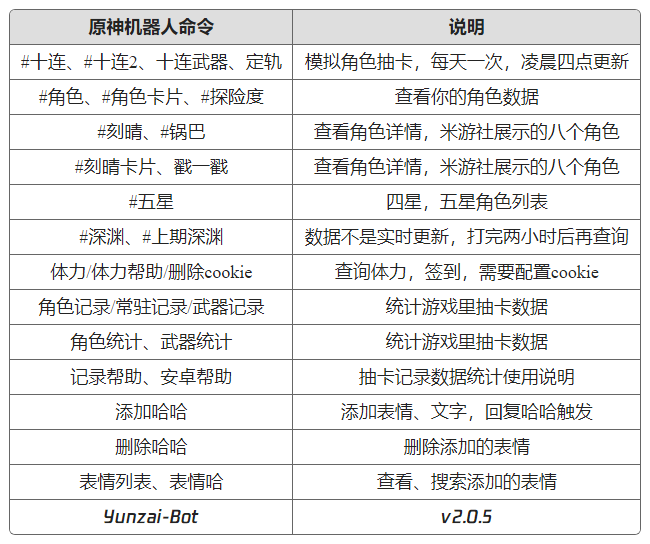 原神机器人命令 说明
#十连、#十连2、十连武器、定轨 模拟角色抽卡，每天一次，凌晨四点更新
#角色、#角色卡片、#探险度 查看你的角色数据
#刻晴、#锅巴 查看角色详情，米游社展示的八个角色
#刻晴卡片、戳一戳 查看角色详情，米游社展示的八个角色
#五星 四星，五星角色列表
#深渊、#上期深渊 数据不是实时更新，打完两小时后再查询
体力/体力帮助/删除cookie 查询体力，签到，需要配置cookie
角色记录/常驻记录/武器记录 统计游戏里抽卡数据
角色统计、武器统计 统计游戏里抽卡数据
记录帮助、安卓帮助 抽卡记录数据统计使用说明
添加哈哈 添加表情、文字，回复哈哈触发
删除哈哈 删除添加的表情
表情列表、表情哈 查看、搜索添加的表情
Yunzai-Bot v2.0.5